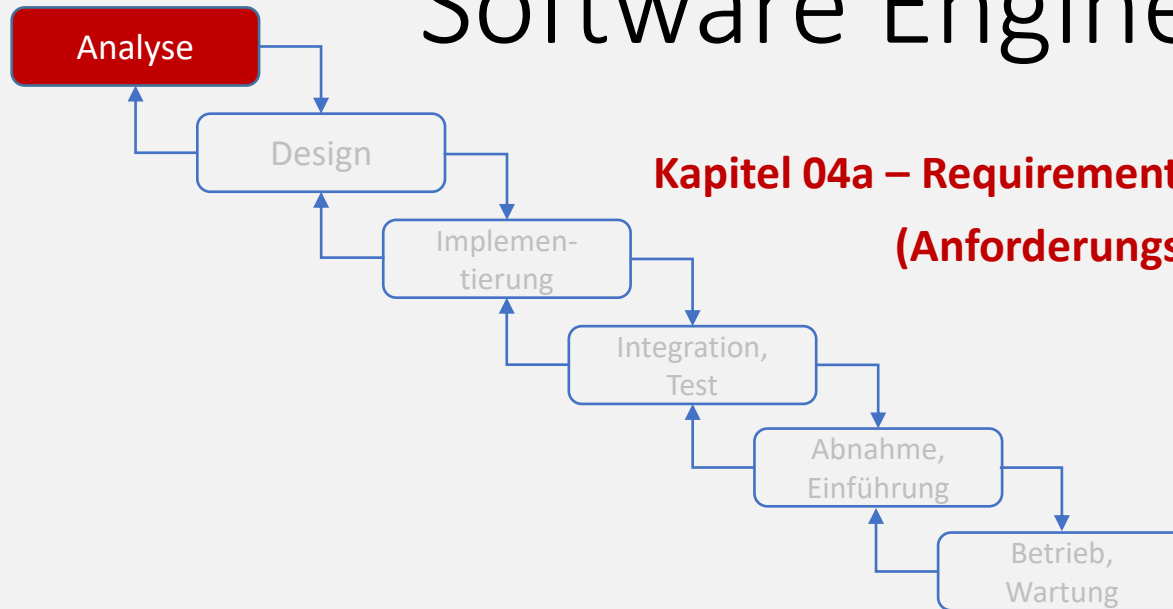 Software Engine
Analyse
Design
Kapitel 04a – Requirement
(Anforderungs
Implemen-
tierung
Integration,
Test
Abnahme,
Einführung
Betrieb,
Wartung